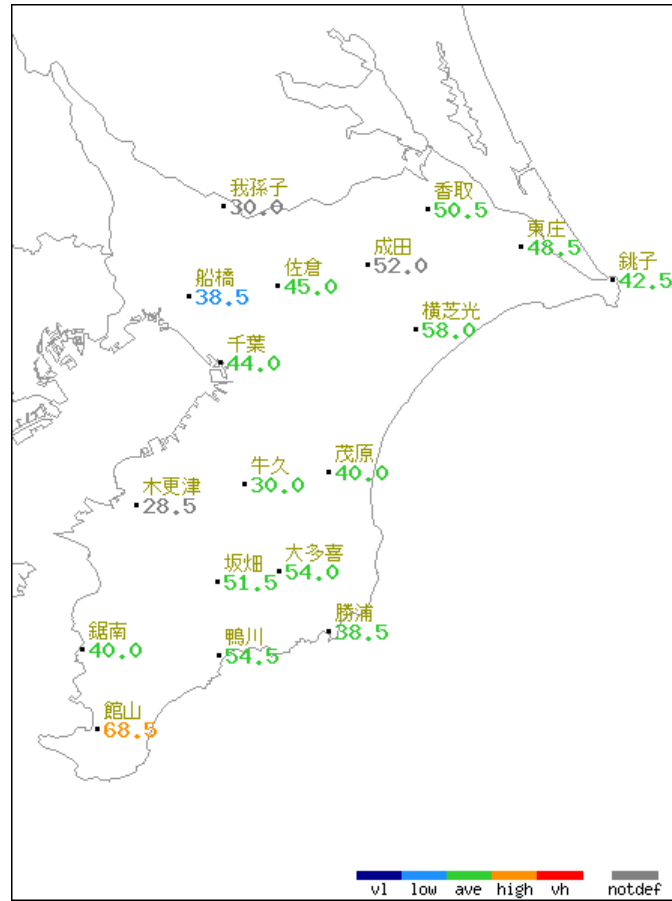 我孫子
30.0
香取
50.5
東庄
48.5
成田
52.0
銚子
42.5
船橋
38.5
佐倉
45.0
横芝光
58.0
千葉
44.0
茂原
40.0
牛久
30.0
木更津
28.5
大多喜
54.0
坂畑
51.5
勝浦
38.5
鋸南
40.0
鴨川
54.5
館山
68.5
vl low ave high vh notdef